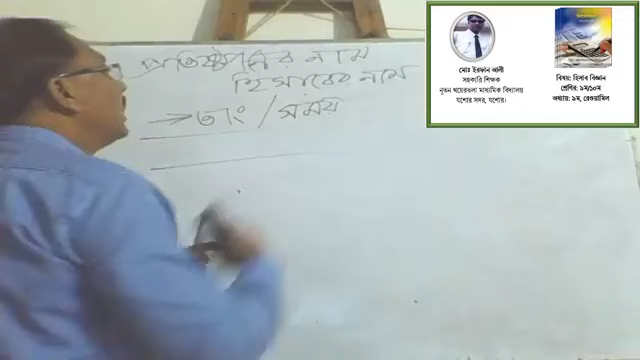 প্রতিষ্ঠানের নাম
হিসাবের নাম
→ তাং / সময়
মোঃ ইরফান আলী
সহকারি শিক্ষক
নূতন খয়েরতলা মাধ্যমিক বিদ্যালয়
যশোর সদর, যশোর।
বিষয়: হিসাব বিজ্ঞান
শ্রেণি: ৯ম/১০ম
অধ্যায়: ৯ম, রেওয়ামিল